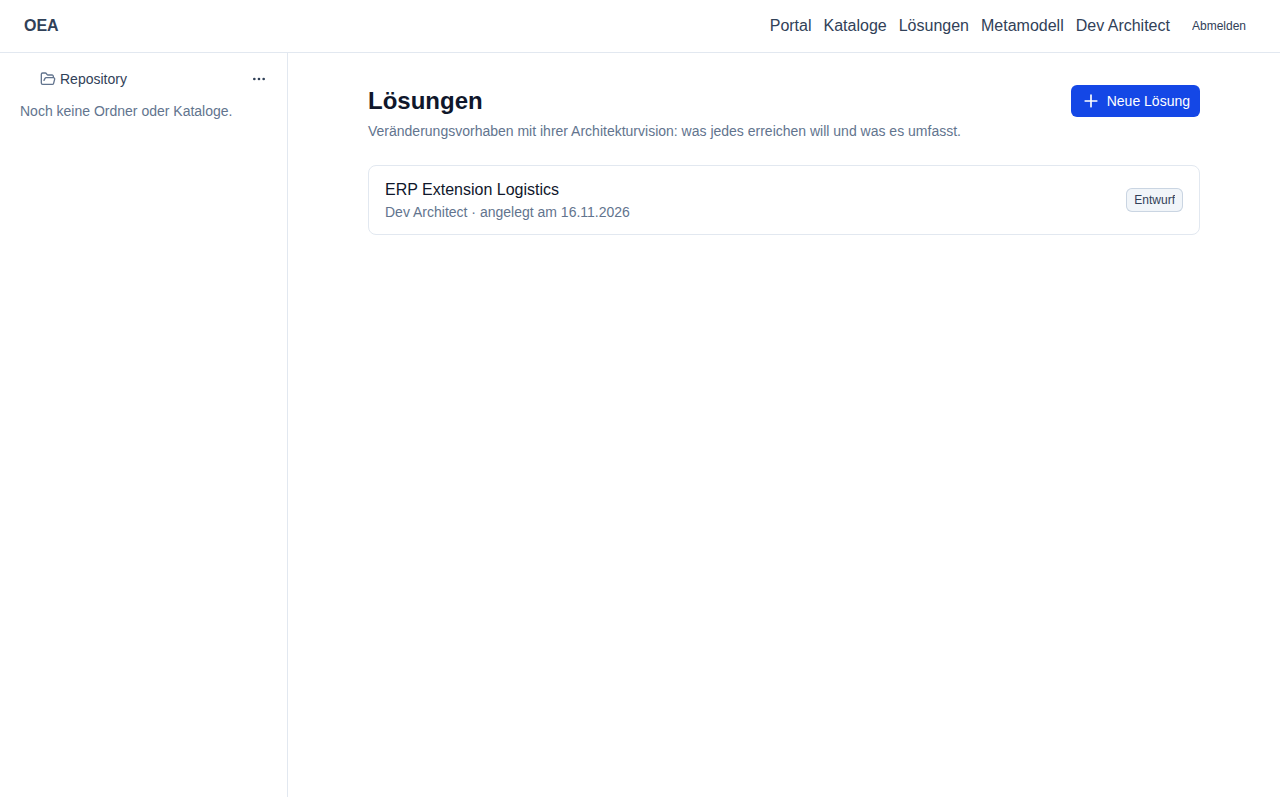 OEA
Portal Kataloge Lösungen Metamodell Dev Architect Abmelden
Repository
Noch keine Ordner oder Kataloge.
Lösungen
Neue Lösung
Veränderungsvorhaben mit ihrer Architekturvision: was jedes erreichen will und was es umfasst.
ERP Extension Logistics
Dev Architect · angelegt am 16.11.2026
Entwurf